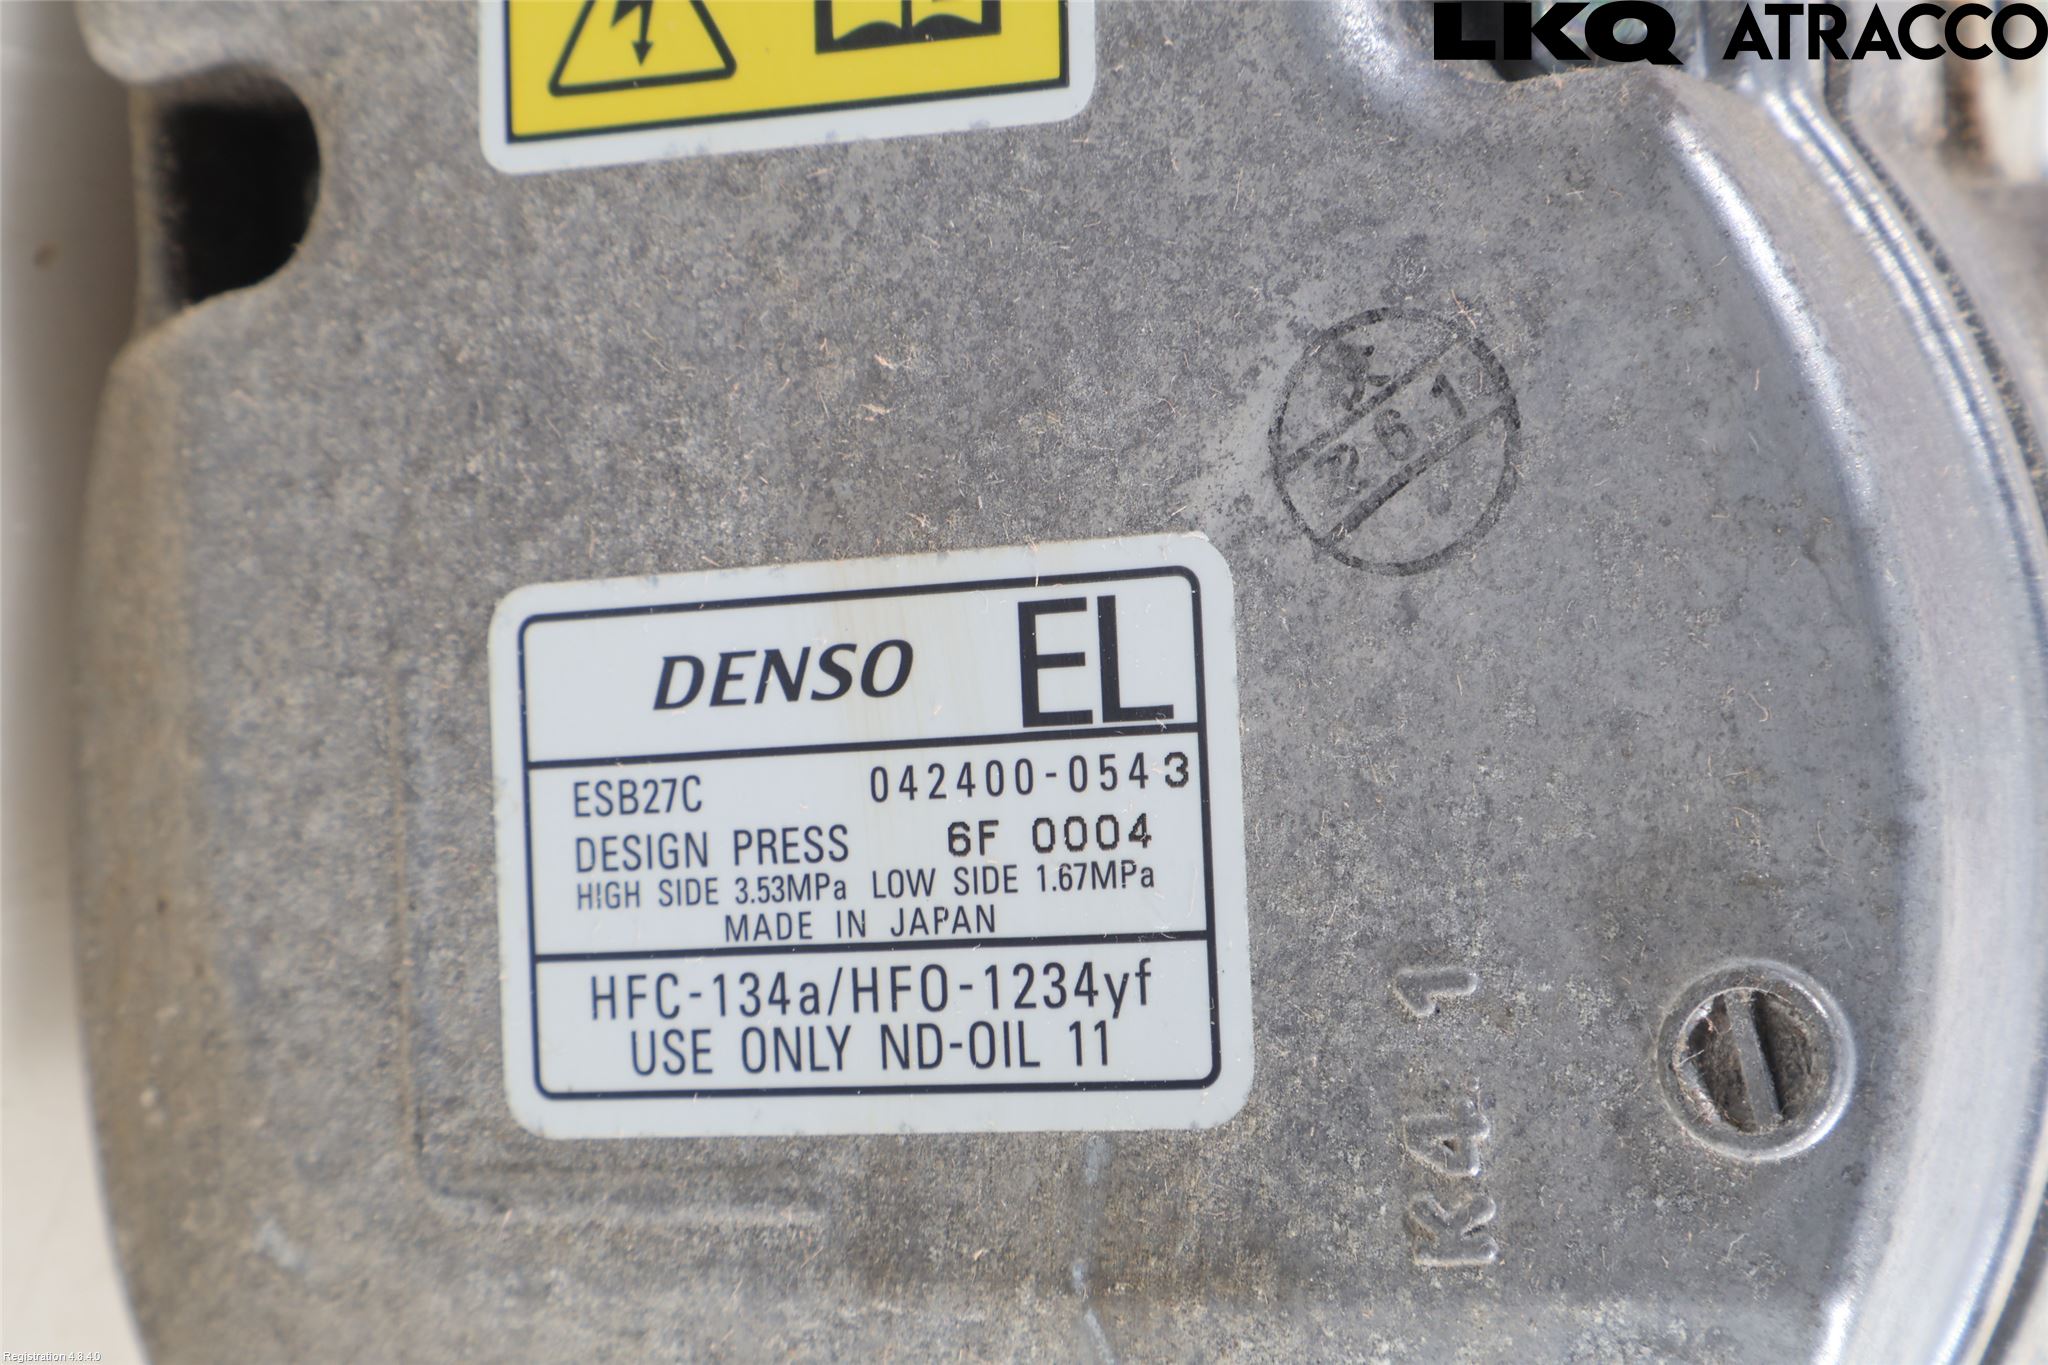 LKQ ATRACCO
261
DENSO EL
ESB27C 042400-0543
DESIGN PRESS 6F 0004
HIGH SIDE 3.53MPa LOW SIDE 1.67MPa
MADE IN JAPAN
HFC-134a/HFO-1234yf
USE ONLY ND-OIL 11
K4 1
Registration 4.8.4.0